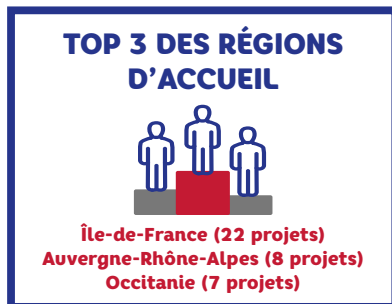 TOP 3 DES RÉGIONS
D'ACCUEIL
Île-de-France (22 projets)
Auvergne-Rhône-Alpes (8 projets)
Occitanie (7 projets)